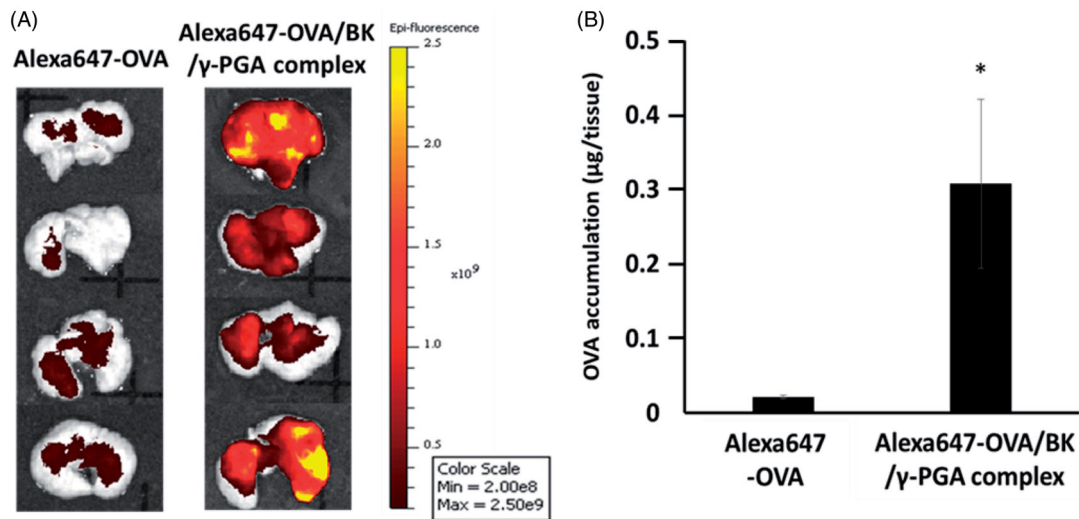 (A)
Alexa647-OVA
Alexa647-OVA/BK
/γ-PGA complex
Epi-fluorescence
2.5
2.0
1.5
x10⁹
1.0
0.5
Color Scale
Min = 2.00e8
Max = 2.50e9
(B)
OVA accumulation (μg/tissue)
0.5
0.4
0.3
0.2
0.1
0
*
Alexa647
-OVA
Alexa647-OVA/BK
/γ-PGA complex